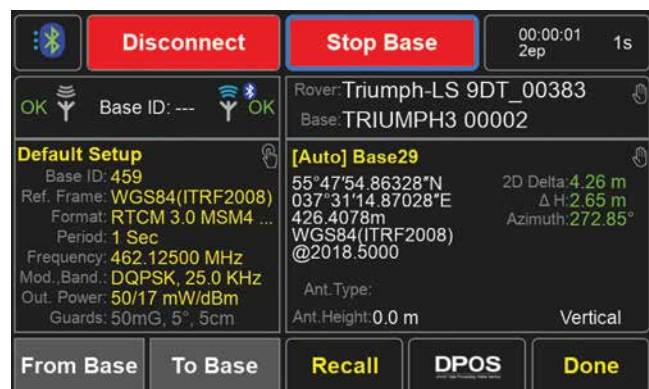 Disconnect
Stop Base
00:00:01
2ep
1s
OK
Base ID: ---
OK
Rover:Triumph-LS 9DT_00383
Base:TRIUMPH3 00002
Default Setup
Base ID: 459
Ref. Frame: WGS84(ITRF2008)
Format: RTCM 3.0 MSM4 ...
Period: 1 Sec
Frequency: 462.12500 MHz
Mod.,Band.: DQPSK, 25.0 KHz
Out. Power: 50/17 mW/dBm
Guards: 50mG, 5°, 5cm
[Auto] Base29
55°47'54.86328"N
2D Delta:4.26 m
037°31'14.87028"E
Δ H:2.65 m
426.4078m
Azimuth:272.85°
WGS84(ITRF2008)
@2018.5000
Ant.Type:
Ant.Height:0.0 m
Vertical
From Base
To Base
Recall
DPOS
Done